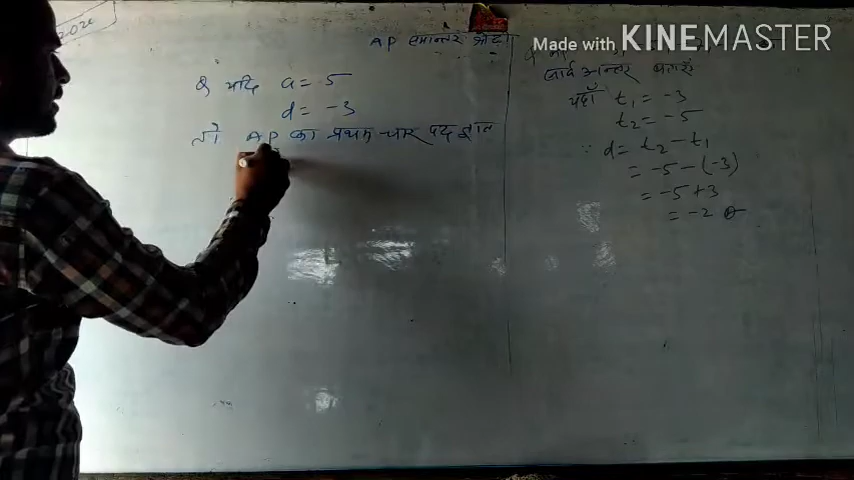 2020
AP समान्तर श्रेढ़ी
Made with KINEMASTER
Q यदि a = 5
d = -3
तो AP का प्रथम चार पद ज्ञात
सार्व अन्तर बताएँ
यहाँ t₁ = -3
t₂ = -5
∵ d = t₂ - t₁
= -5 - (-3)
= -5 + 3
= -2